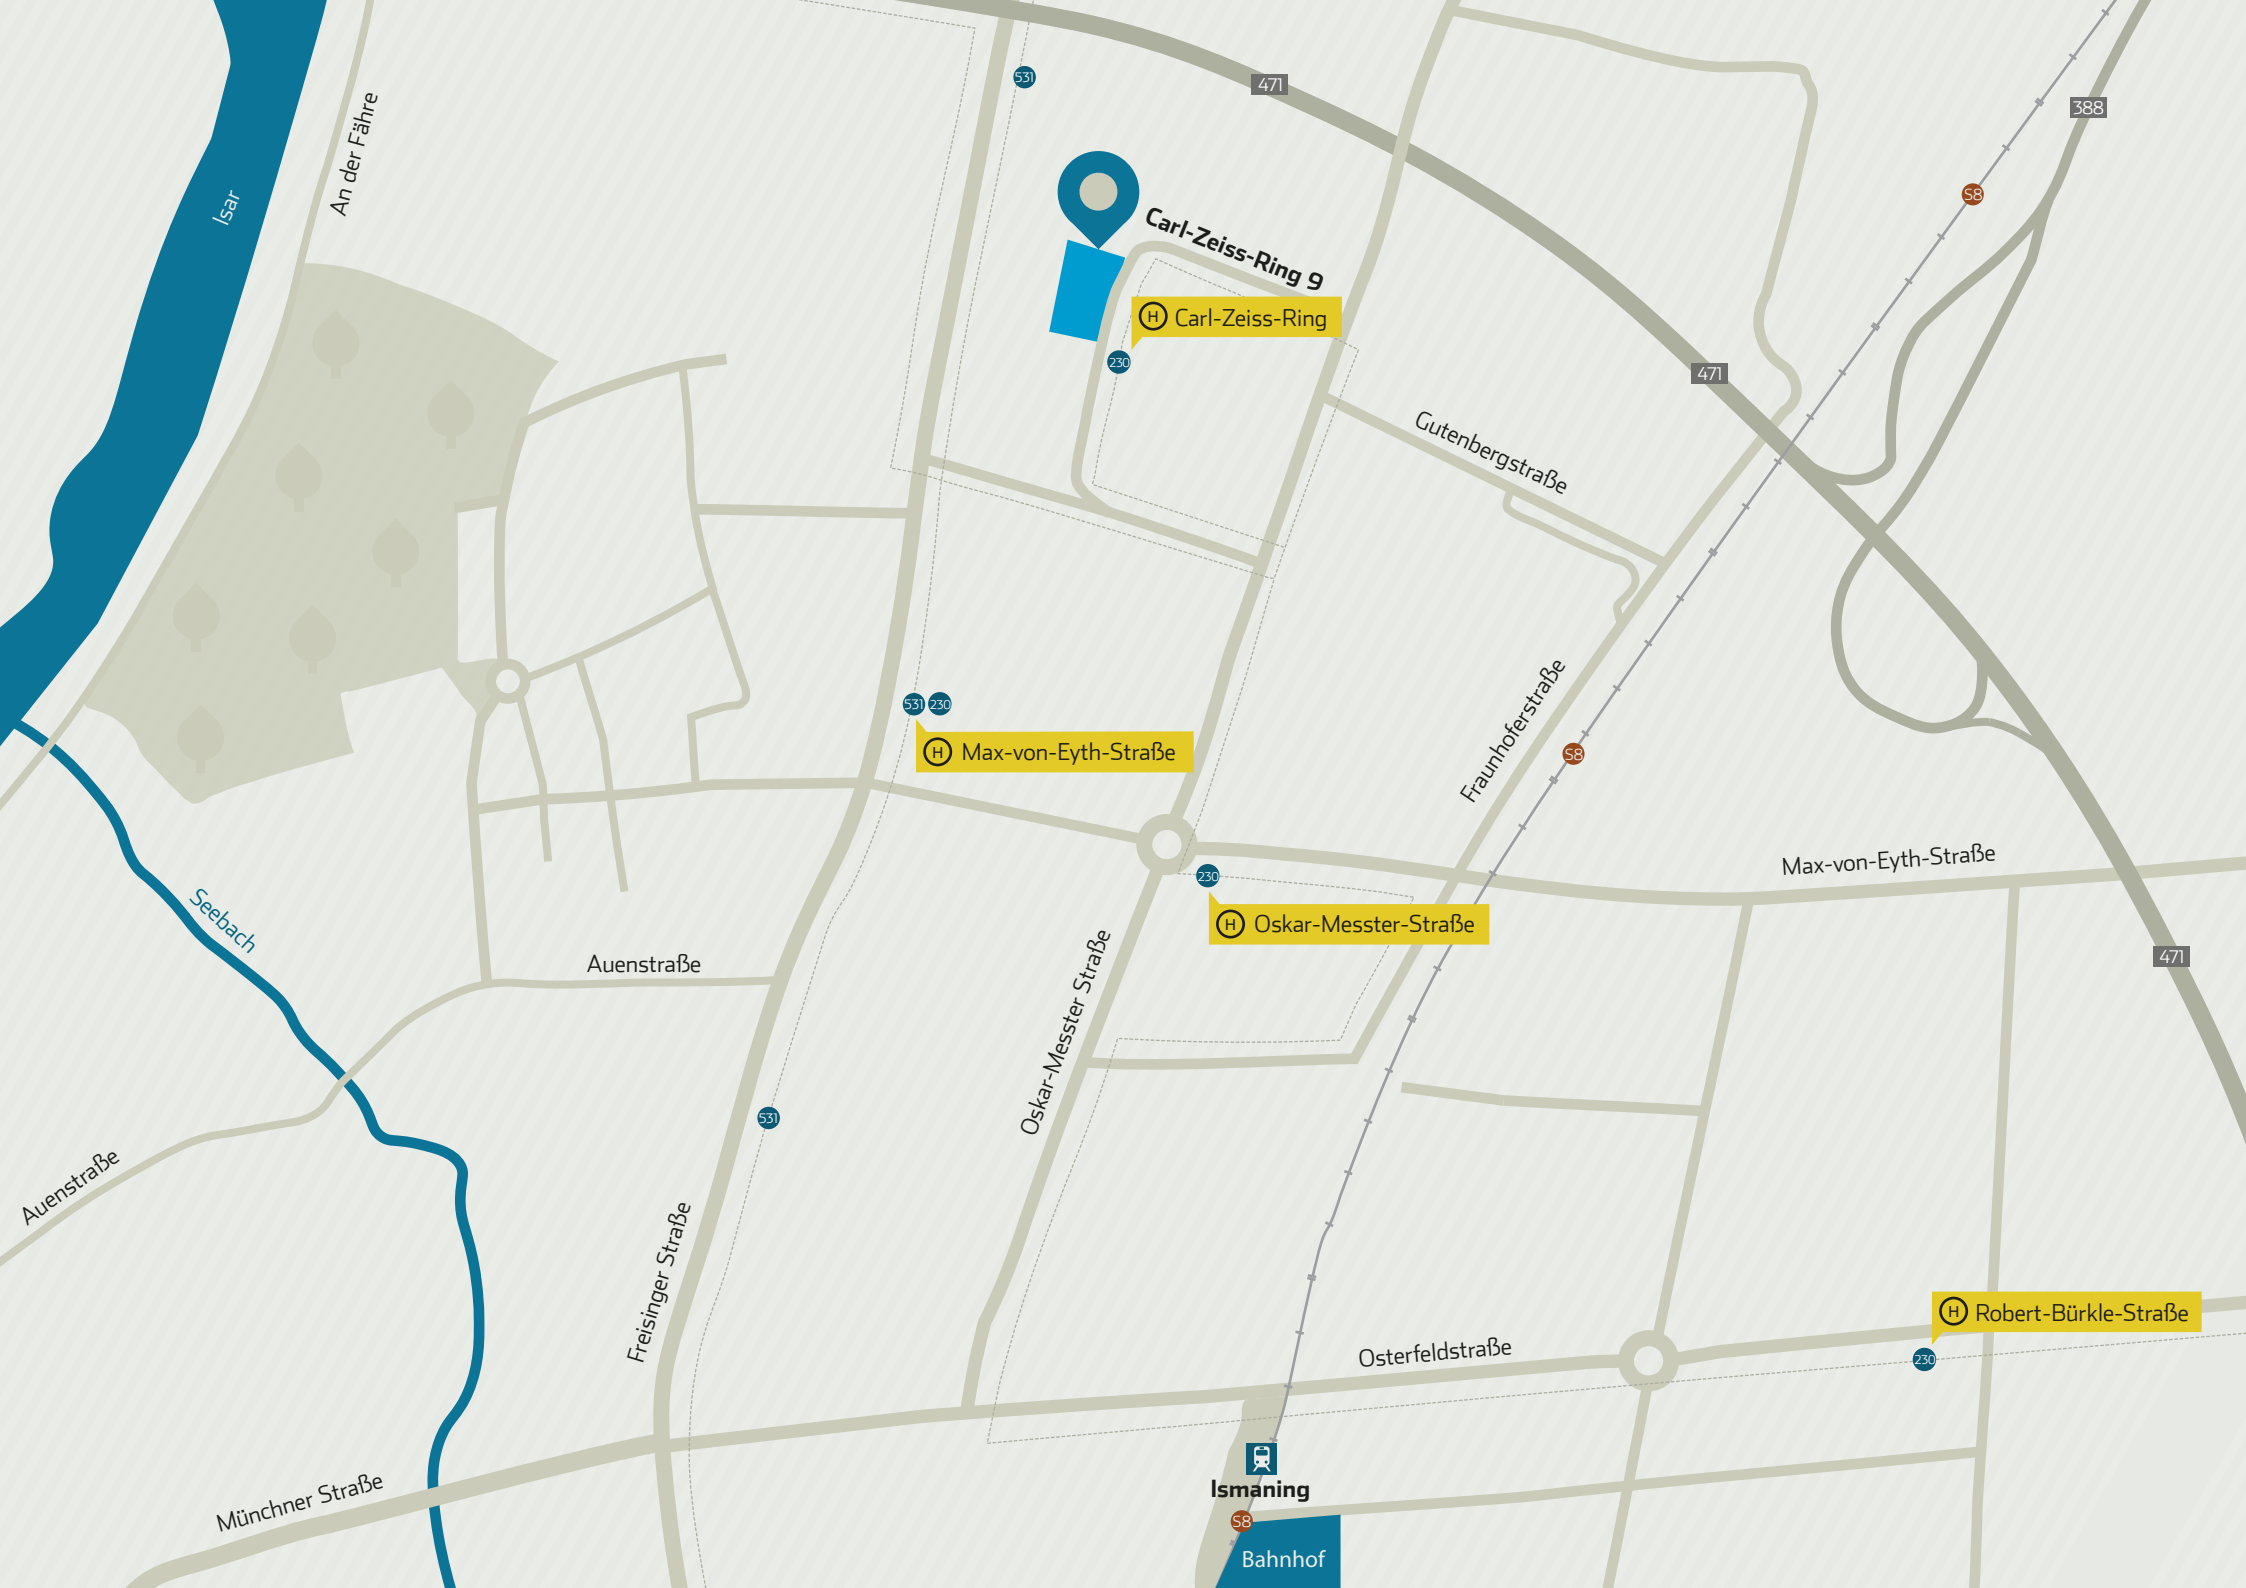 531
471
388
An der Fähre
Isar
S8
Carl-Zeiss-Ring 9
H Carl-Zeiss-Ring
230
471
Gutenbergstraße
531 230
H Max-von-Eyth-Straße
Fraunhoferstraße
S8
Max-von-Eyth-Straße
230
H Oskar-Messter-Straße
Seebach
Auenstraße
471
Oskar-Messter Straße
531
Auenstraße
Freisinger Straße
H Robert-Bürkle-Straße
Osterfeldstraße
230
Ismaning
Münchner Straße
S8
Bahnhof